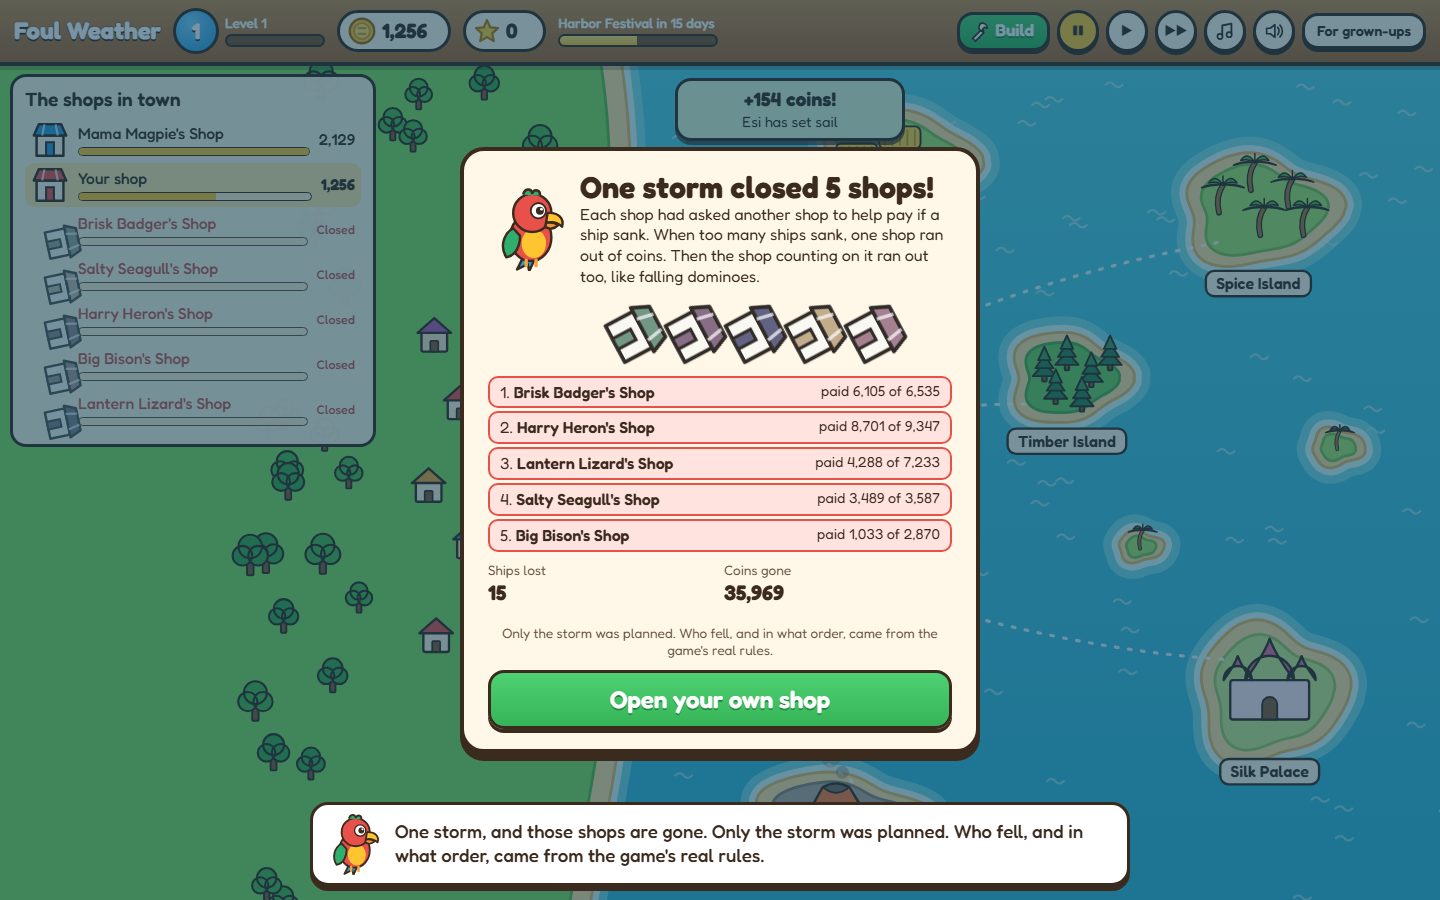 Foul Weather
1
Level 1
1,256
0
Harbor Festival in 15 days
Build
For grown-ups
The shops in town
Mama Magpie's Shop
2,129
Your shop
1,256
Brisk Badger's Shop
Closed
Salty Seagull's Shop
Closed
Harry Heron's Shop
Closed
Big Bison's Shop
Closed
Lantern Lizard's Shop
Closed
+154 coins!
Esi has set sail
One storm closed 5 shops!
Each shop had asked another shop to help pay if a
ship sank. When too many ships sank, one shop ran
out of coins. Then the shop counting on it ran out
too, like falling dominoes.
1. Brisk Badger's Shop
paid 6,105 of 6,535
2. Harry Heron's Shop
paid 8,701 of 9,347
3. Lantern Lizard's Shop
paid 4,288 of 7,233
4. Salty Seagull's Shop
paid 3,489 of 3,587
5. Big Bison's Shop
paid 1,033 of 2,870
Ships lost
15
Coins gone
35,969
Only the storm was planned. Who fell, and in what order, came from the
game's real rules.
Open your own shop
Spice Island
Timber Island
Silk Palace
One storm, and those shops are gone. Only the storm was planned. Who fell, and in
what order, came from the game's real rules.